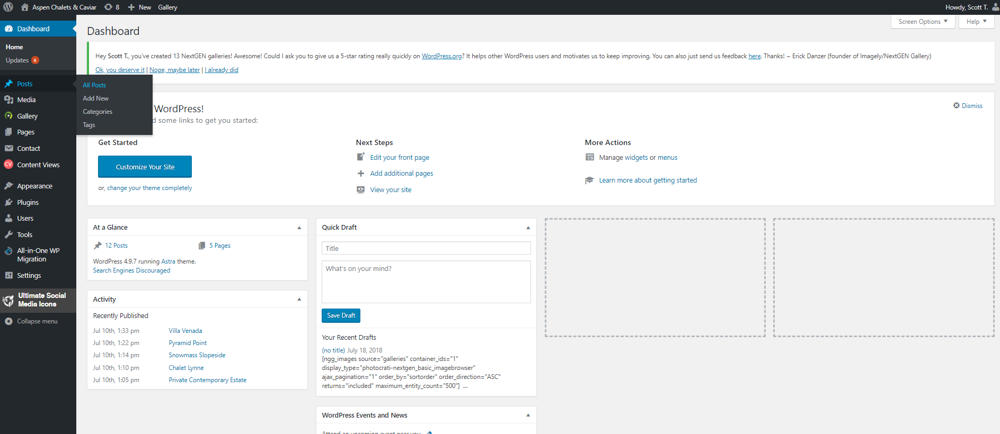 Aspen Chalets & Caviar 8 New Gallery Howdy, Scott T.
Screen Options Help
Dashboard
Home
Updates 8
Posts
Media
Gallery
Pages
Contact
CV Content Views
Appearance
Plugins
Users
Tools
All-in-One WP
Migration
Settings
Ultimate Social
Media Icons
Collapse menu
All Posts
Add New
Categories
Tags
Dashboard
Hey Scott T., you've created 13 NextGEN galleries! Awesome! Could I ask you to give us a 5-star rating really quickly on WordPress.org? It helps other WordPress users and motivates us to keep improving. You can also just send us feedback here. Thanks! ~ Erick Danzer (founder of Imagely/NextGEN Gallery)
Ok, you deserve it | Nope, maybe later | I already did
WordPress!
Dismiss
d some links to get you started:
Get Started
Customize Your Site
or, change your theme completely
Next Steps
Edit your front page
Add additional pages
View your site
More Actions
Manage widgets or menus
Learn more about getting started
At a Glance
12 Posts 5 Pages
WordPress 4.9.7 running Astra theme.
Search Engines Discouraged
Activity
Recently Published
Jul 10th, 1:33 pm Villa Venada
Jul 10th, 1:22 pm Pyramid Point
Jul 10th, 1:14 pm Snowmass Slopeside
Jul 10th, 1:10 pm Chalet Lynne
Jul 10th, 1:05 pm Private Contemporary Estate
Quick Draft
Title
What's on your mind?
Save Draft
Your Recent Drafts
(no title) July 18, 2018
[ngg_images source="galleries" container_ids="1"
display_type="photocrati-nextgen_basic_imagebrowser"
ajax_pagination="1" order_by="sortorder" order_direction="ASC"
returns="included" maximum_entity_count="500"] ...
WordPress Events and News
Attend an upcoming event near you.